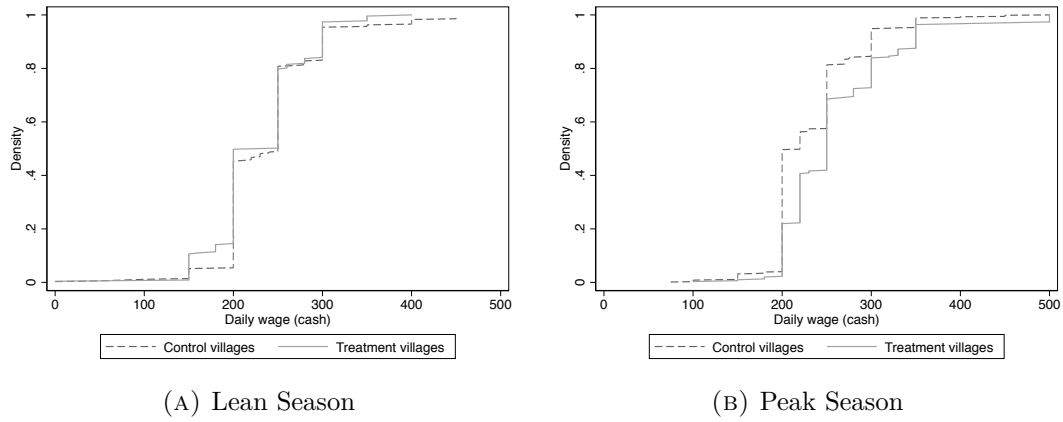 1
.8
.6
.4
.2
0
Density
0 100 200 300 400 500
Daily wage (cash)
Control villages Treatment villages
(A) Lean Season
1
.8
.6
.4
.2
0
Density
0 100 200 300 400 500
Daily wage (cash)
Control villages Treatment villages
(B) Peak Season